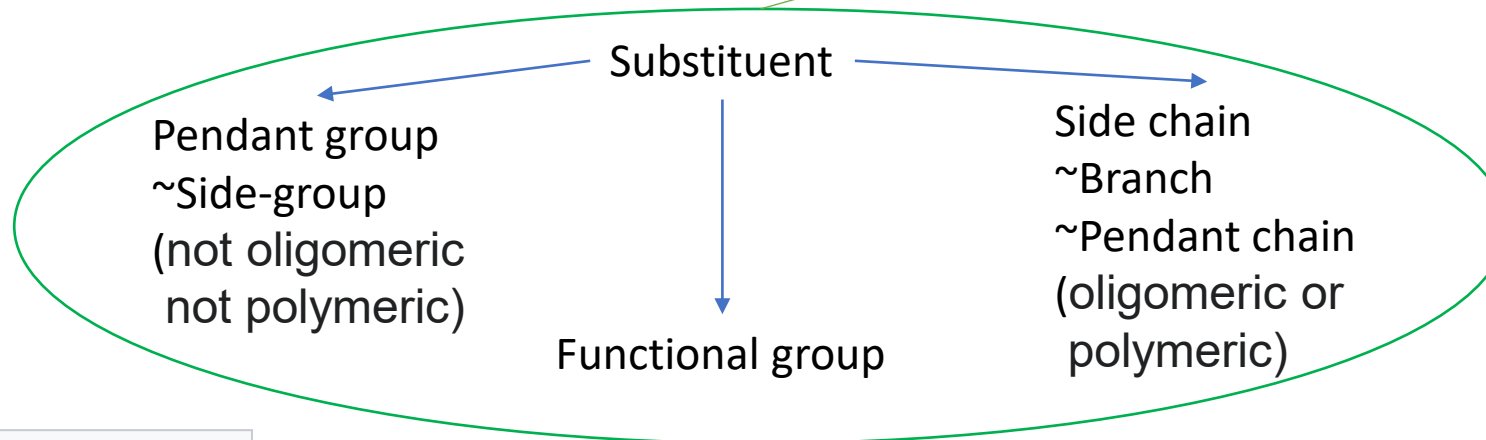 Substituent
Pendant group
~Side-group
(not oligomeric
not polymeric)
Functional group
Side chain
~Branch
~Pendant chain
(oligomeric or
polymeric)